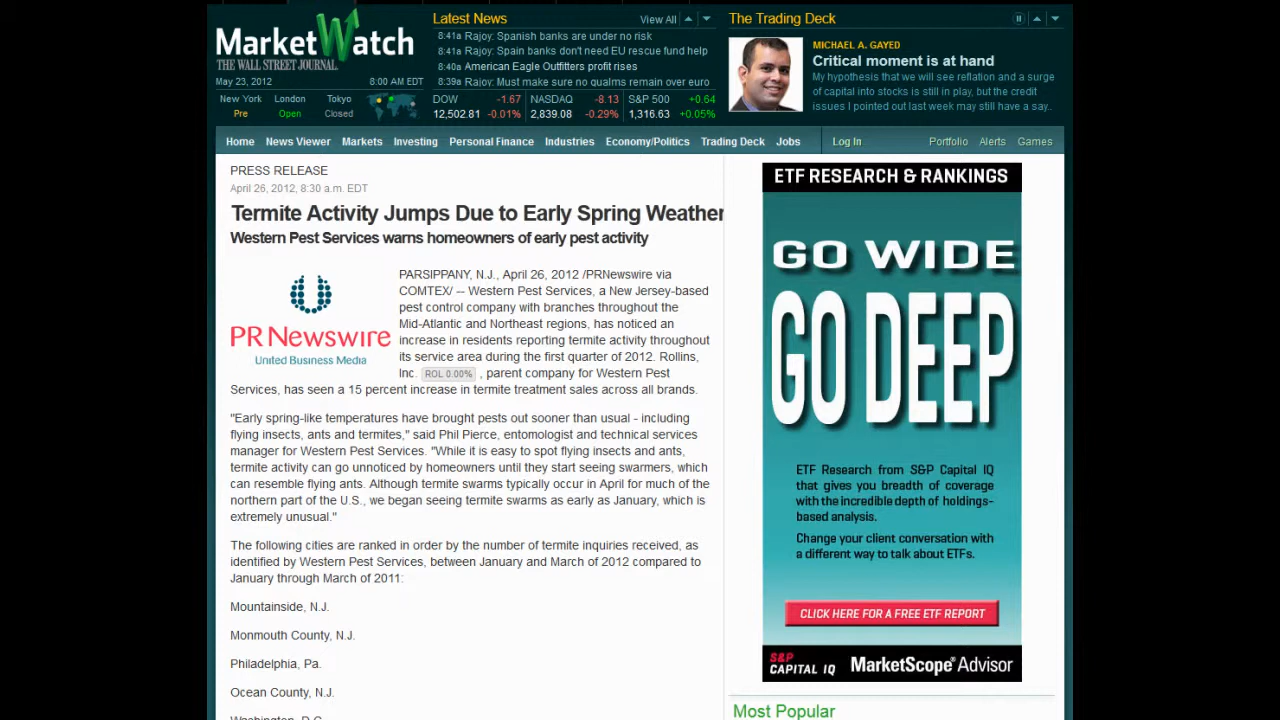 MarketWatch
THE WALL STREET JOURNAL.
May 23, 2012 8:00 AM EDT
New York London Tokyo
Pre Open Closed
Latest News View All
8:41a Rajoy: Spanish banks are under no risk
8:41a Rajoy: Spain banks don't need EU rescue fund help
8:40a American Eagle Outfitters profit rises
8:39a Rajoy: Must make sure no qualms remain over euro
DOW -1.67 NASDAQ -8.13 S&P 500 +0.64
12,502.81 -0.01% 2,839.08 -0.29% 1,316.63 +0.05%
The Trading Deck
MICHAEL A. GAYED
Critical moment is at hand
My hypothesis that we will see reflation and a surge
of capital into stocks is still in play, but the credit
issues I pointed out last week may still have a say..
Home News Viewer Markets Investing Personal Finance Industries Economy/Politics Trading Deck Jobs Log In Portfolio Alerts Games
PRESS RELEASE
April 26, 2012, 8:30 a.m. EDT
Termite Activity Jumps Due to Early Spring Weather
Western Pest Services warns homeowners of early pest activity
PR Newswire
United Business Media
PARSIPPANY, N.J., April 26, 2012 /PRNewswire via
COMTEX/ -- Western Pest Services, a New Jersey-based
pest control company with branches throughout the
Mid-Atlantic and Northeast regions, has noticed an
increase in residents reporting termite activity throughout
its service area during the first quarter of 2012. Rollins,
Inc. ROL 0.00% , parent company for Western Pest
Services, has seen a 15 percent increase in termite treatment sales across all brands.
"Early spring-like temperatures have brought pests out sooner than usual - including
flying insects, ants and termites," said Phil Pierce, entomologist and technical services
manager for Western Pest Services. "While it is easy to spot flying insects and ants,
termite activity can go unnoticed by homeowners until they start seeing swarmers, which
can resemble flying ants. Although termite swarms typically occur in April for much of the
northern part of the U.S., we began seeing termite swarms as early as January, which is
extremely unusual."
The following cities are ranked in order by the number of termite inquiries received, as
identified by Western Pest Services, between January and March of 2012 compared to
January through March of 2011:
Mountainside, N.J.
Monmouth County, N.J.
Philadelphia, Pa.
Ocean County, N.J.
Washington, D.C.
ETF RESEARCH & RANKINGS
GO WIDE
GO DEEP
ETF Research from S&P Capital IQ
that gives you breadth of coverage
with the incredible depth of holdings-
based analysis.
Change your client conversation with
a different way to talk about ETFs.
CLICK HERE FOR A FREE ETF REPORT
S&P
CAPITAL IQ MarketScope® Advisor
Most Popular